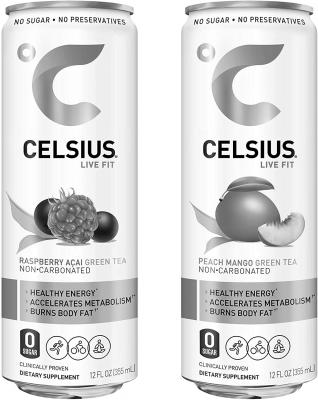 NO SUGAR • NO PRESERVATIVES
CELSIUS®
LIVE FIT
RASPBERRY AÇAI GREEN TEA
NON•CARBONATED
› HEALTHY ENERGY^
› ACCELERATES METABOLISM*^
› BURNS BODY FAT*^
0
SUGAR
CLINICALLY PROVEN
DIETARY SUPPLEMENT
12 FL OZ (355 mL)
NO SUGAR • NO PRESERVATIVES
CELSIUS®
LIVE FIT
PEACH MANGO GREEN TEA
NON•CARBONATED
› HEALTHY ENERGY^
› ACCELERATES METABOLISM*^
› BURNS BODY FAT*^
0
SUGAR
CLINICALLY PROVEN
DIETARY SUPPLEMENT
12 FL OZ (355 mL)